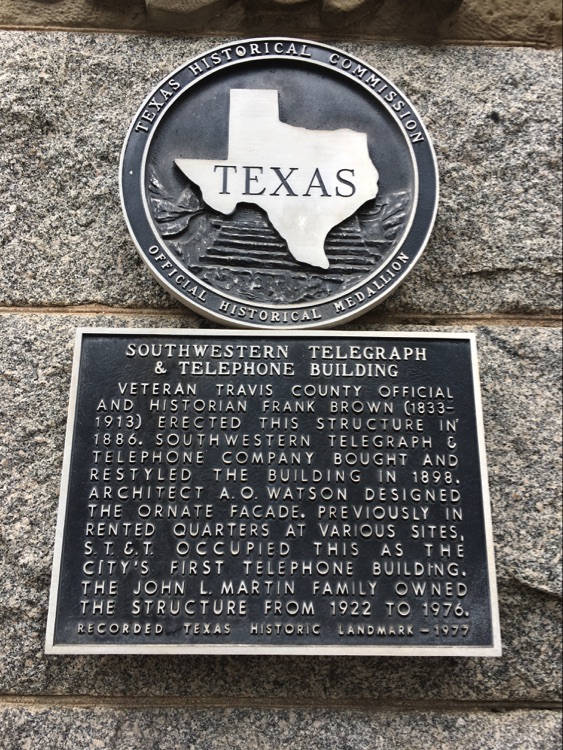 TEXAS HISTORICAL COMMISSION
TEXAS
OFFICIAL HISTORICAL MEDALLION
SOUTHWESTERN TELEGRAPH
& TELEPHONE BUILDING
VETERAN TRAVIS COUNTY OFFICIAL
AND HISTORIAN FRANK BROWN (1833-
1913) ERECTED THIS STRUCTURE IN
1886. SOUTHWESTERN TELEGRAPH &
TELEPHONE COMPANY BOUGHT AND
RESTYLED THE BUILDING IN 1898.
ARCHITECT A.O. WATSON DESIGNED
THE ORNATE FACADE. PREVIOUSLY IN
RENTED QUARTERS AT VARIOUS SITES,
S.T.&T. OCCUPIED THIS AS THE
CITY'S FIRST TELEPHONE BUILDING.
THE JOHN L. MARTIN FAMILY OWNED
THE STRUCTURE FROM 1922 TO 1976.
RECORDED TEXAS HISTORIC LANDMARK - 1977